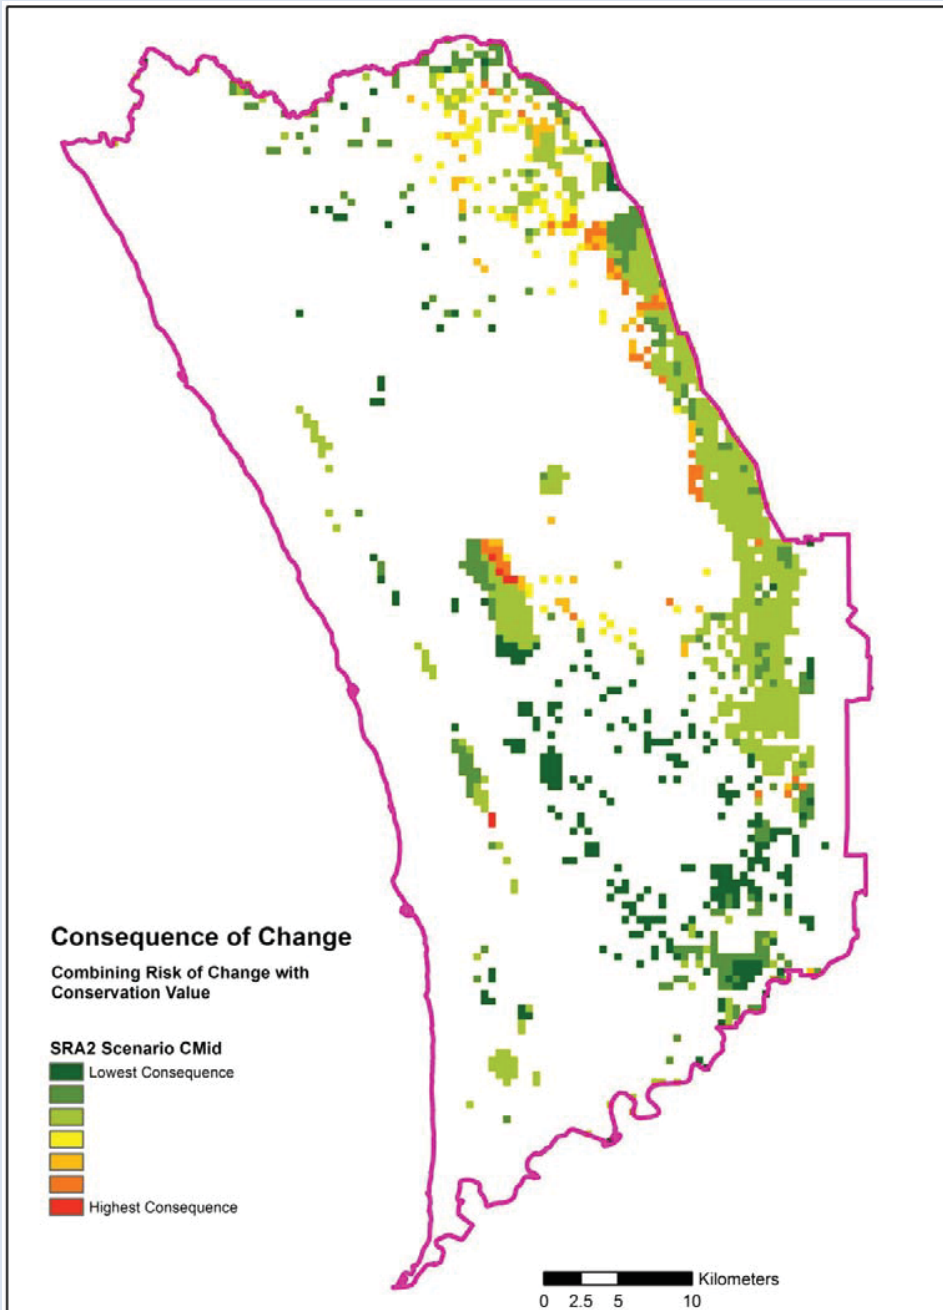 Consequence of Change
Combining Risk of Change with
Conservation Value
SRA2 Scenario CMid
Lowest Consequence
Highest Consequence
Kilometers
0 2.5 5 10